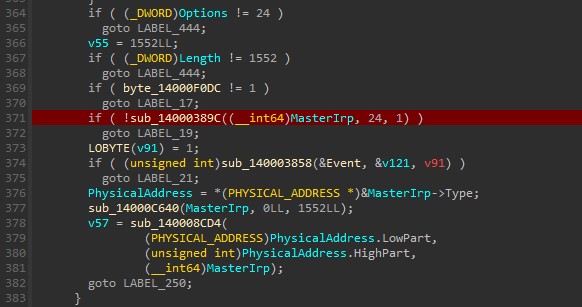 364 if ( (_DWORD)Options != 24 )
365 goto LABEL_444;
366 v55 = 1552LL;
367 if ( (_DWORD)Length != 1552 )
368 goto LABEL_444;
369 if ( byte_14000F0DC != 1 )
370 goto LABEL_17;
371 if ( !sub_14000389C((__int64)MasterIrp, 24, 1) )
372 goto LABEL_19;
373 LOBYTE(v91) = 1;
374 if ( (unsigned int)sub_140003858(&Event, &v121, v91) )
375 goto LABEL_21;
376 PhysicalAddress = *(PHYSICAL_ADDRESS *)&MasterIrp->Type;
377 sub_14000C640(MasterIrp, 0LL, 1552LL);
378 v57 = sub_140008CD4(
379 (PHYSICAL_ADDRESS)PhysicalAddress.LowPart,
380 (unsigned int)PhysicalAddress.HighPart,
381 (__int64)MasterIrp);
382 goto LABEL_250;
383 }